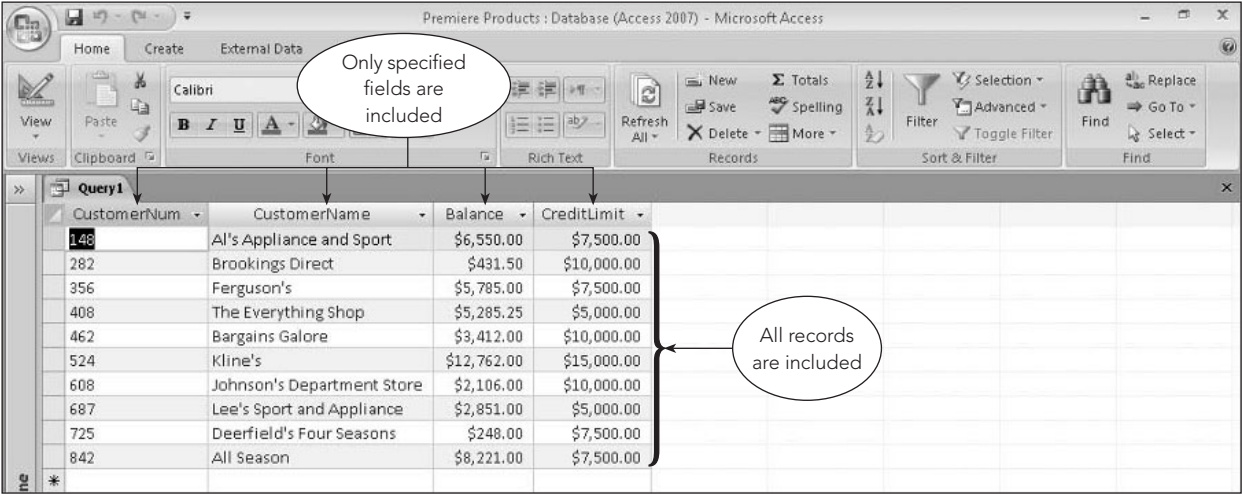 Premiere Products : Database (Access 2007) - Microsoft Access
Home Create External Data
Only specified
fields are
included
View
Views
Paste
Clipboard
Calibri
B I U A
Font
Rich Text
Refresh
All
New
Save
Delete
Σ Totals
Spelling
More
Records
Filter
Selection
Advanced
Toggle Filter
Sort & Filter
Find
Replace
Go To
Select
Find
Query1
CustomerNum CustomerName Balance CreditLimit
148 Al's Appliance and Sport $6,550.00 $7,500.00
282 Brookings Direct $431.50 $10,000.00
356 Ferguson's $5,785.00 $7,500.00
408 The Everything Shop $5,285.25 $5,000.00
462 Bargains Galore $3,412.00 $10,000.00
524 Kline's $12,762.00 $15,000.00
608 Johnson's Department Store $2,106.00 $10,000.00
687 Lee's Sport and Appliance $2,851.00 $5,000.00
725 Deerfield's Four Seasons $248.00 $7,500.00
842 All Season $8,221.00 $7,500.00
All records
are included